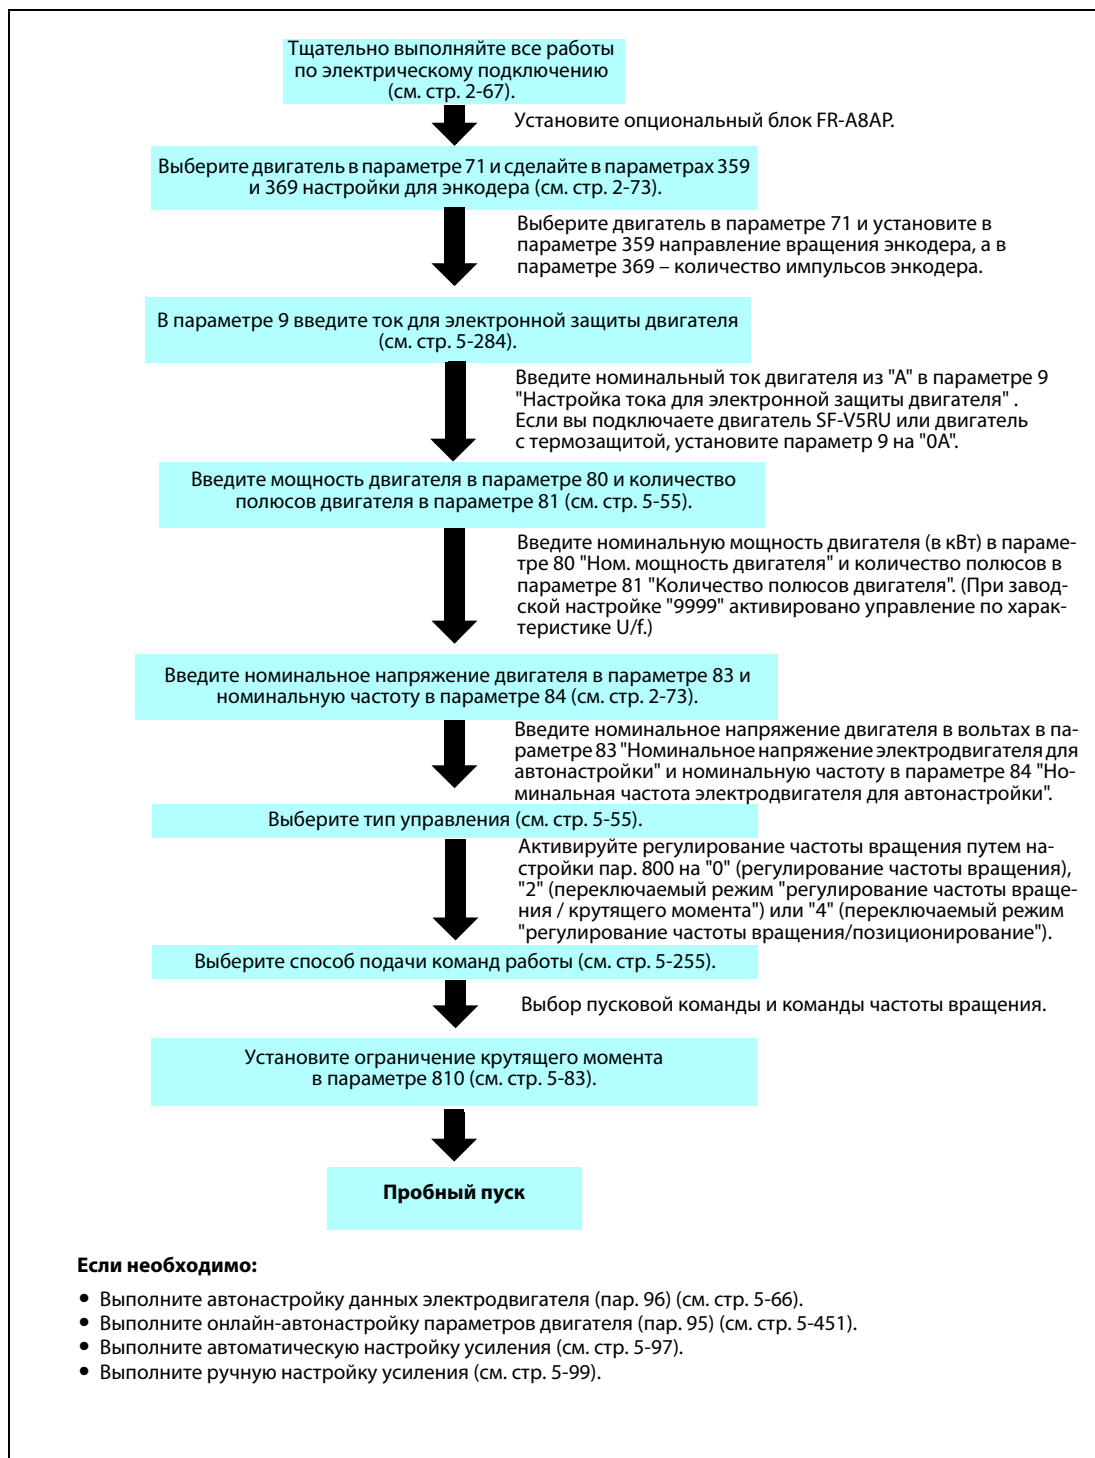 Тщательно выполняйте все работы
по электрическому подключению
(см. стр. 2-67).
Установите опциональный блок FR-A8AP.
Выберите двигатель в параметре 71 и сделайте в параметрах 359
и 369 настройки для энкодера (см. стр. 2-73).
Выберите двигатель в параметре 71 и установите в
параметре 359 направление вращения энкодера, а в
параметре 369 – количество импульсов энкодера.
В параметре 9 введите ток для электронной защиты двигателя
(см. стр. 5-284).
Введите номинальный ток двигателя из "А" в параметре 9
"Настройка тока для электронной защиты двигателя" .
Если вы подключаете двигатель SF-V5RU или двигатель
с термозащитой, установите параметр 9 на "0А".
Введите мощность двигателя в параметре 80 и количество
полюсов двигателя в параметре 81 (см. стр. 5-55).
Введите номинальную мощность двигателя (в кВт) в параме-
тре 80 "Ном. мощность двигателя" и количество полюсов в
параметре 81 "Количество полюсов двигателя". (При завод-
ской настройке "9999" активировано управление по харак-
теристике U/f.)
Введите номинальное напряжение двигателя в параметре 83 и
номинальную частоту в параметре 84 (см. стр. 2-73).
Введите номинальное напряжение двигателя в вольтах в па-
раметре 83 "Номинальное напряжение электродвигателя для
автонастройки" и номинальную частоту в параметре 84 "Но-
минальная частота электродвигателя для автонастройки".
Выберите тип управления (см. стр. 5-55).
Активируйте регулирование частоты вращения путем на-
стройки пар. 800 на "0" (регулирование частоты вращения),
"2" (переключаемый режим "регулирование частоты враще-
ния / крутящего момента") или "4" (переключаемый режим
"регулирование частоты вращения/позиционирование").
Выберите способ подачи команд работы (см. стр. 5-255).
Выбор пусковой команды и команды частоты вращения.
Установите ограничение крутящего момента
в параметре 810 (см. стр. 5-83).
Пробный пуск
Если необходимо:
● Выполните автонастройку данных электродвигателя (пар. 96) (см. стр. 5-66).
● Выполните онлайн-автонастройку параметров двигателя (пар. 95) (см. стр. 5-451).
● Выполните автоматическую настройку усиления (см. стр. 5-97).
● Выполните ручную настройку усиления (см. стр. 5-99).